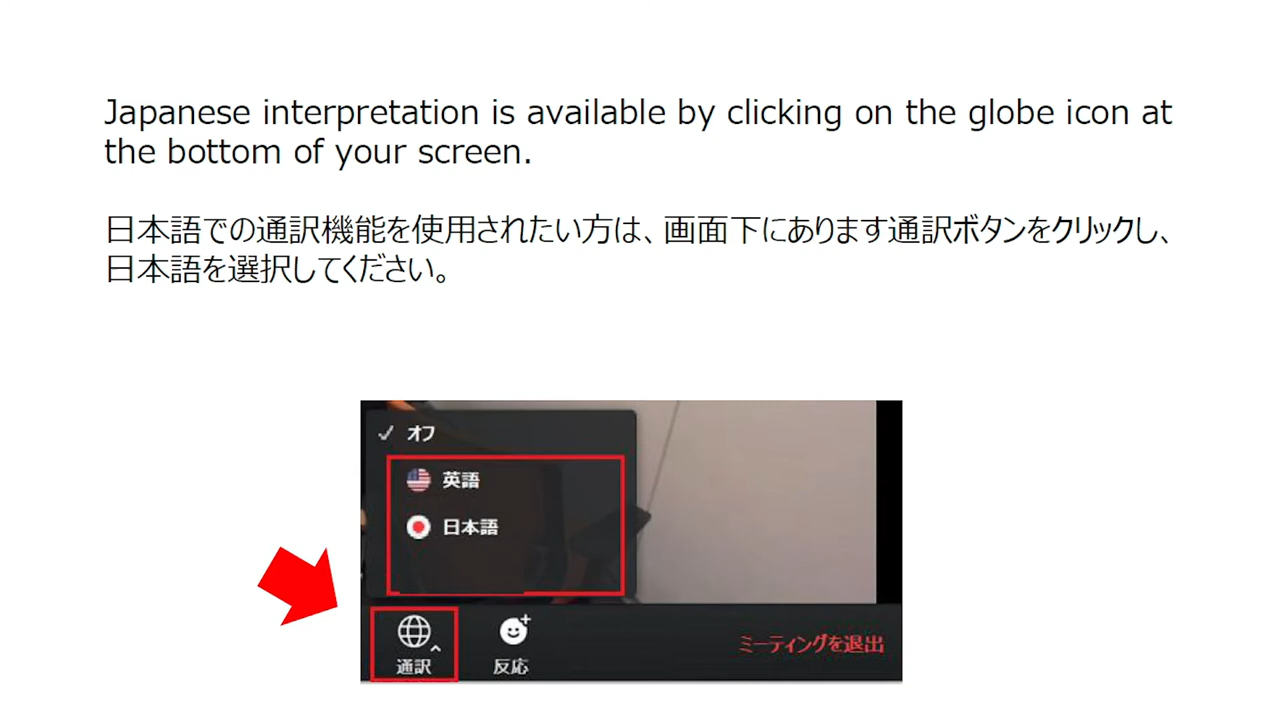 Japanese interpretation is available by clicking on the globe icon at
the bottom of your screen.
日本語での通訳機能を使用されたい方は、画面下にあります通訳ボタンをクリックし、
日本語を選択してください。
✓ オフ
英語
日本語
通訳
反応
ミーティングを退出